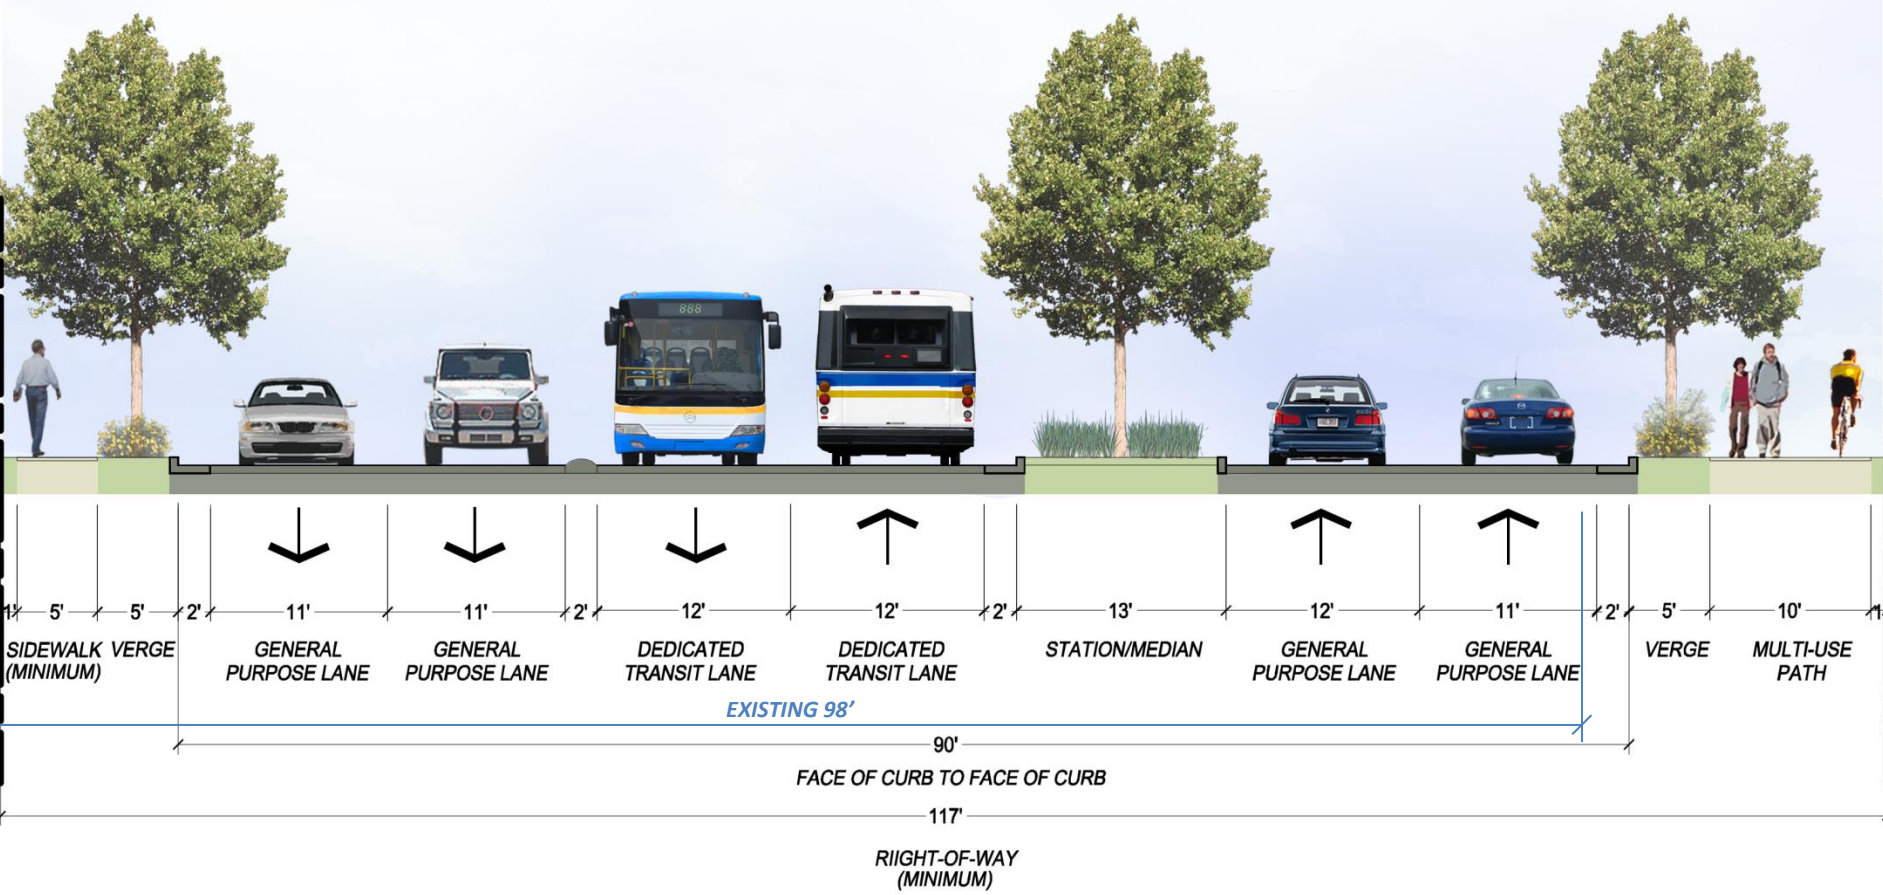 888
1' 5' 5' 2' 11' 11' 2' 12' 12' 2' 13' 12' 11' 2' 5' 10' 1'
SIDEWALK VERGE GENERAL GENERAL DEDICATED DEDICATED STATION/MEDIAN GENERAL GENERAL VERGE MULTI-USE
(MINIMUM) PURPOSE LANE PURPOSE LANE TRANSIT LANE TRANSIT LANE PURPOSE LANE PURPOSE LANE PATH
EXISTING 98’
90'
FACE OF CURB TO FACE OF CURB
117'
RIIGHT-OF-WAY
(MINIMUM)